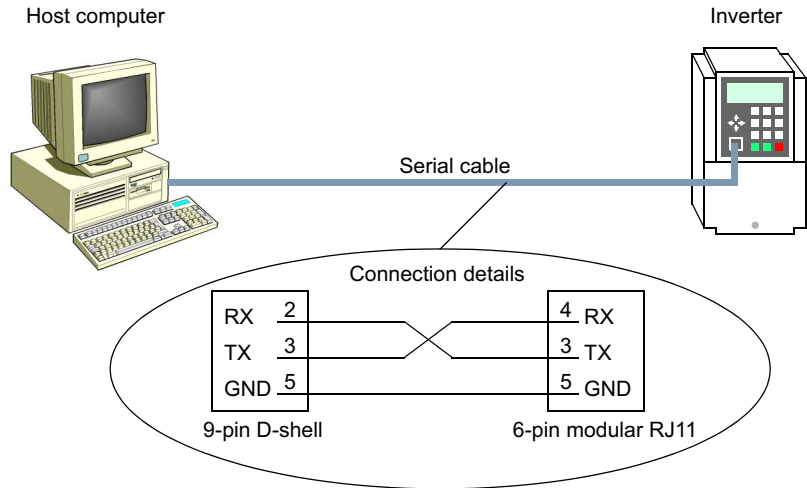 Host computer
Inverter
Serial cable
Connection details
RX 2
4 RX
TX 3
3 TX
GND 5
5 GND
9-pin D-shell
6-pin modular RJ11